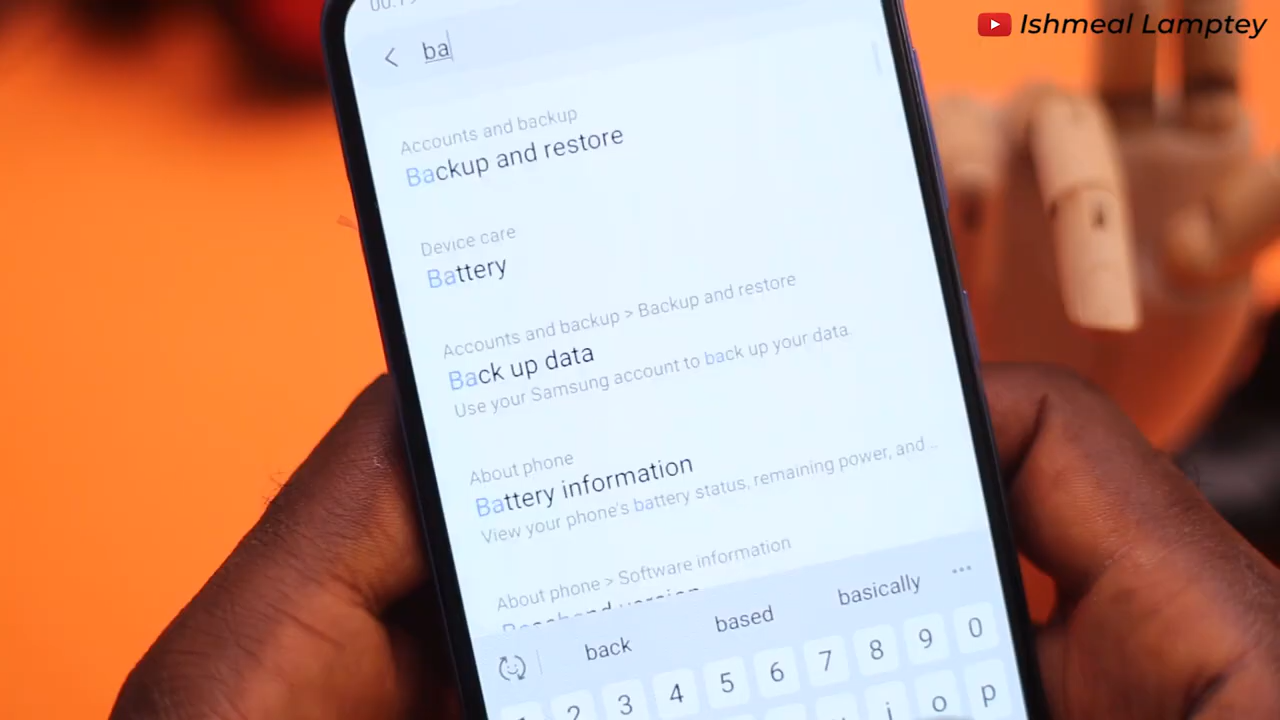 Ishmeal Lamptey
ba
Accounts and backup
Backup and restore
Device care
Battery
Accounts and backup > Backup and restore
Back up data
Use your Samsung account to back up your data.
About phone
Battery information
View your phone's battery status, remaining power, and ...
About phone > Software information
back based basically ...
2 3 4 5 6 7 8 9 0
i o p